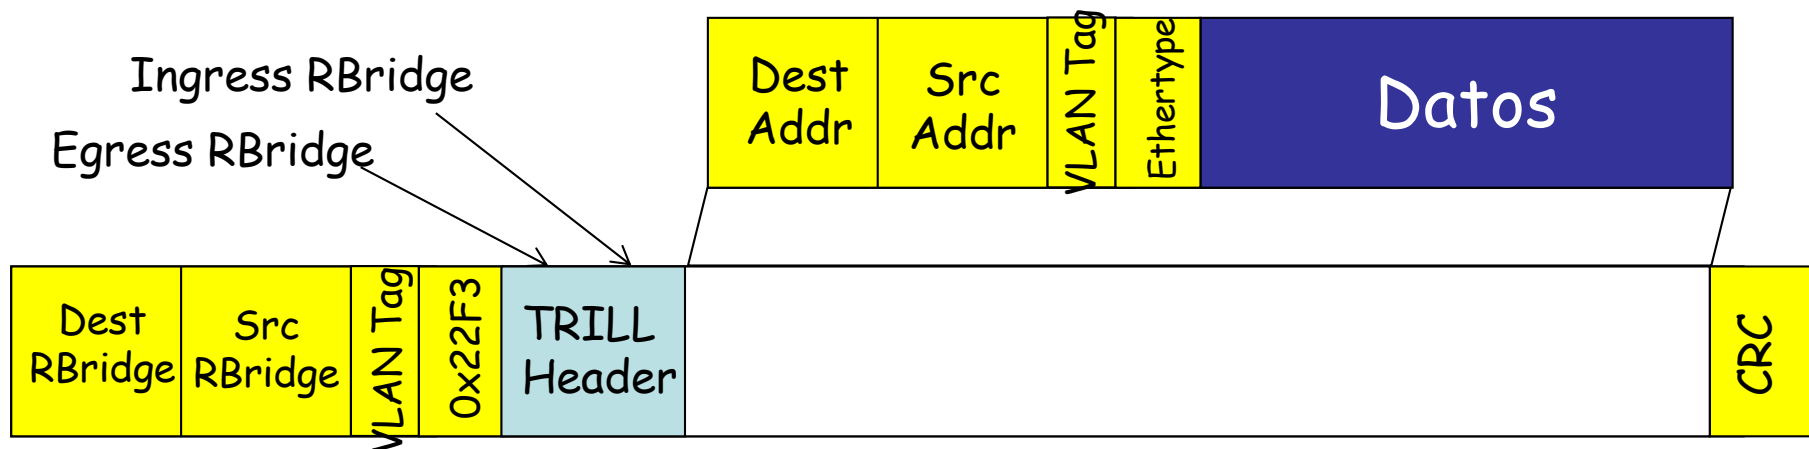 Ingress RBridge
Egress RBridge
Dest
Addr
Src
Addr
VLAN Tag
Ethertype
Datos
Dest
RBridge
Src
RBridge
VLAN Tag
0x22F3
TRILL
Header
CRC